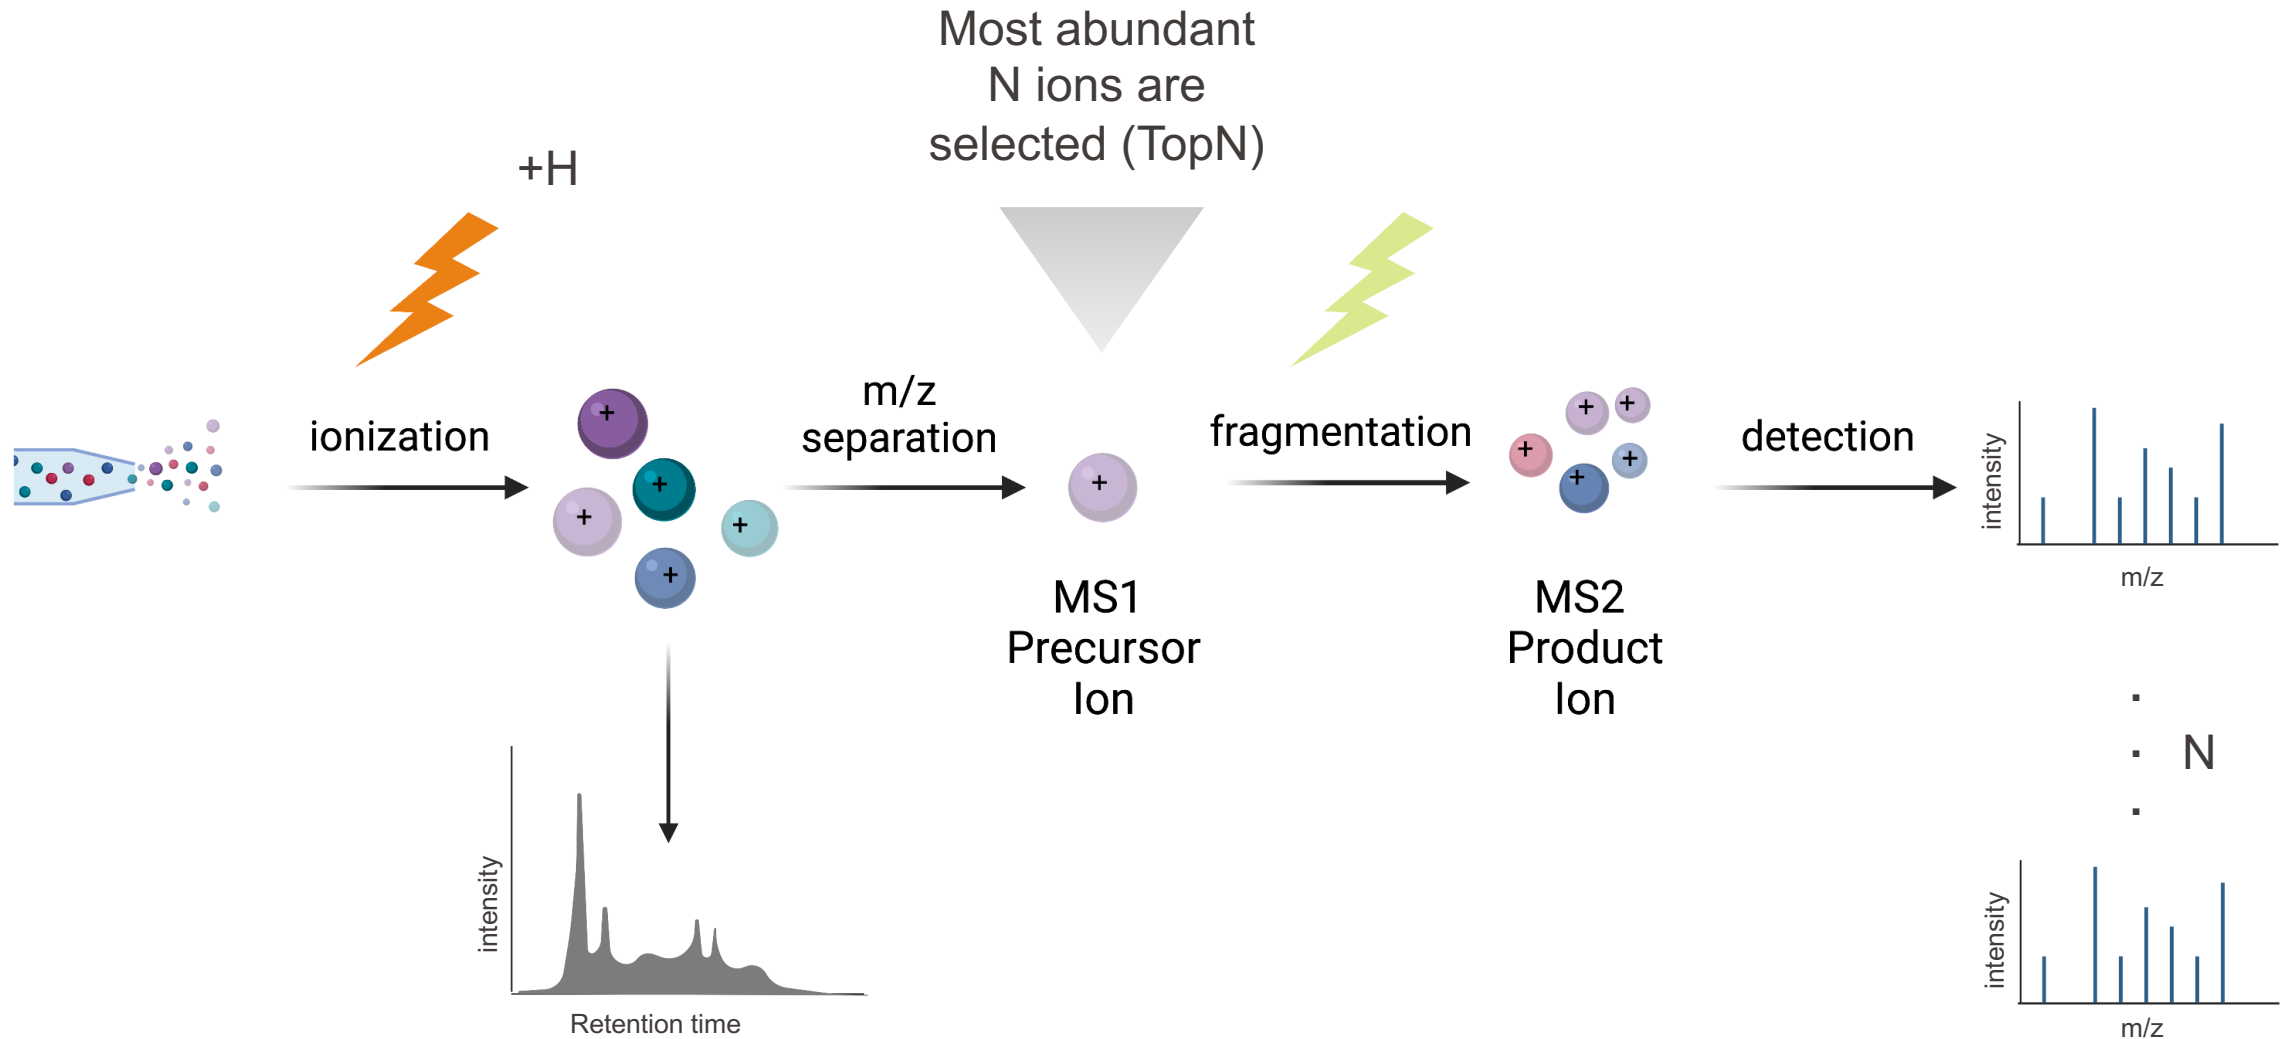 Most abundant
N ions are
selected (TopN)
+H
ionization
+
+
+
+
+
m/z
separation
+
fragmentation
+
+
+
+
+
detection
intensity
m/z
MS1
Precursor
Ion
MS2
Product
Ion
intensity
Retention time
.
.
.
N
intensity
m/z